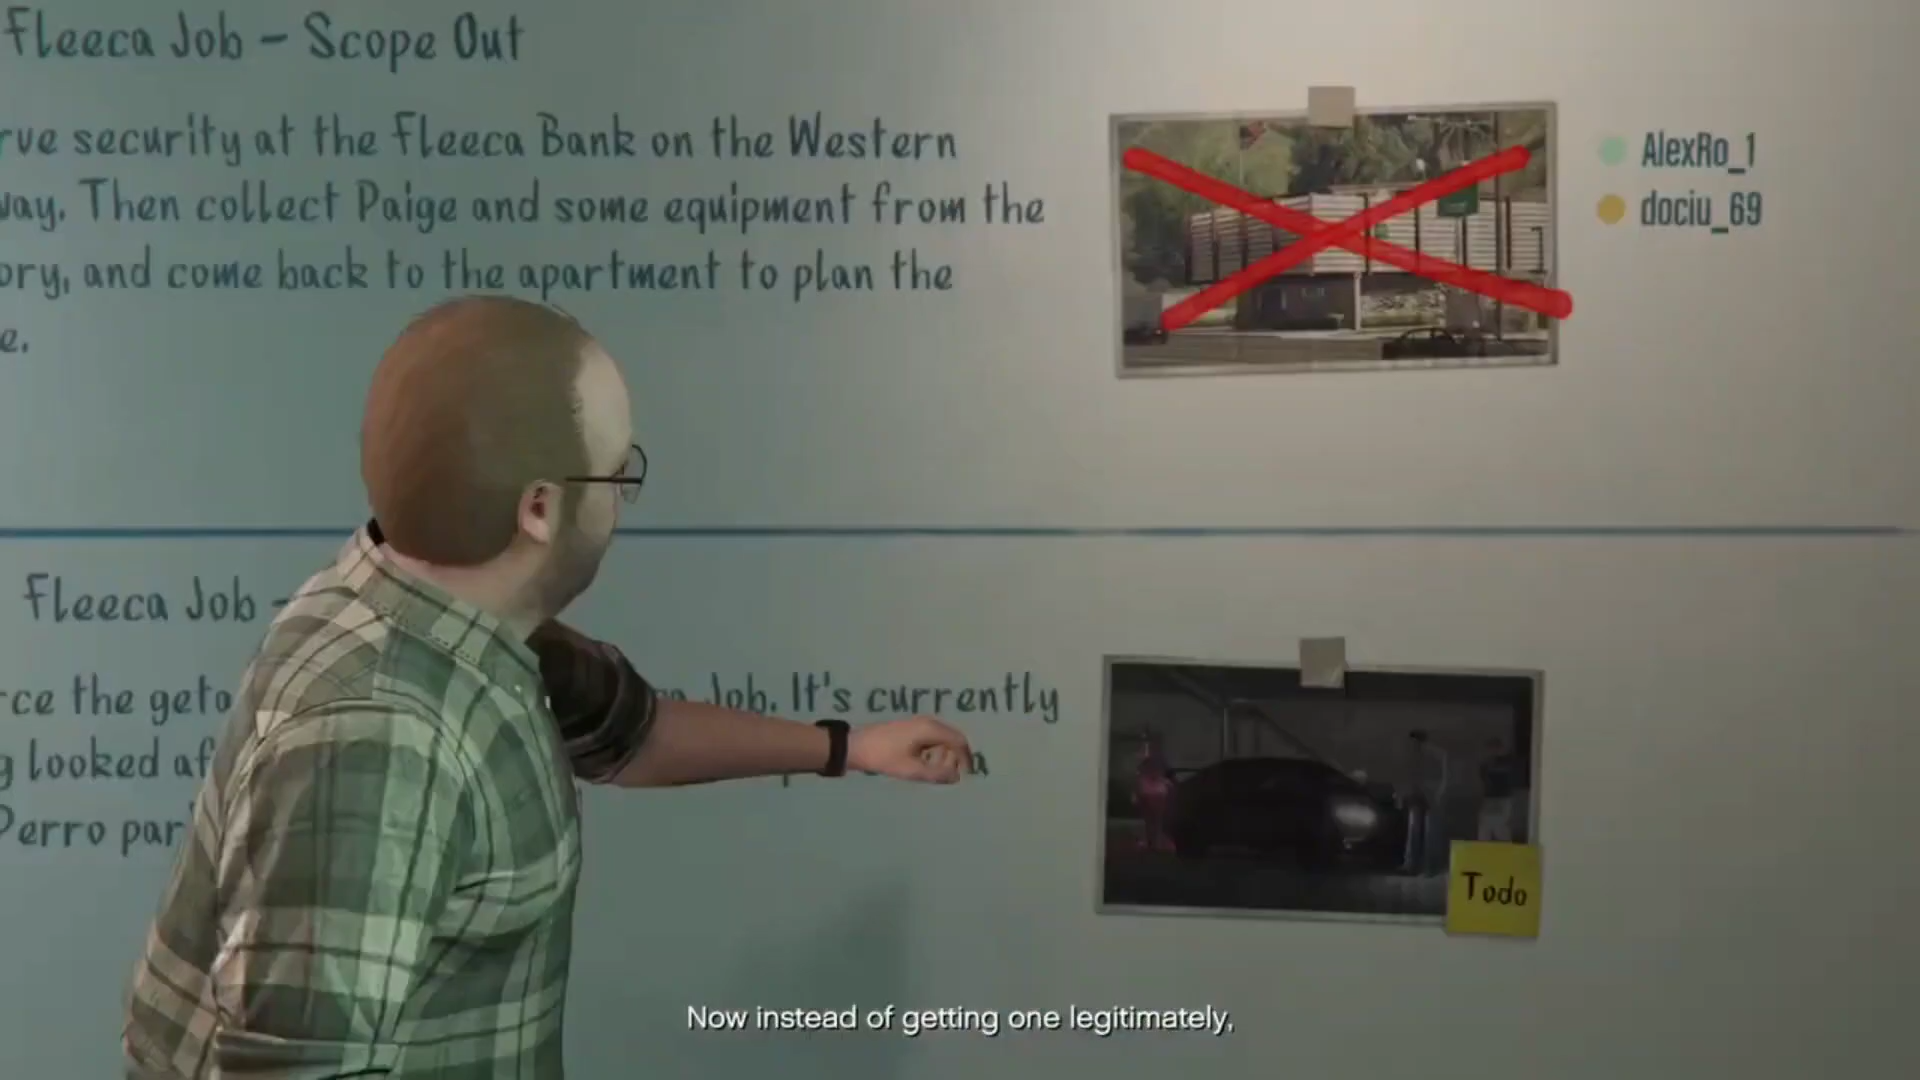 Fleeca Job - Scope Out
rve security at the Fleeca Bank on the Western
way. Then collect Paige and some equipment from the
ory, and come back to the apartment to plan the
e.
AlexRo_1
dociu_69
Fleeca Job -
rce the geta Job. It's currently
g looked af a
Perro par
Todo
Now instead of getting one legitimately,